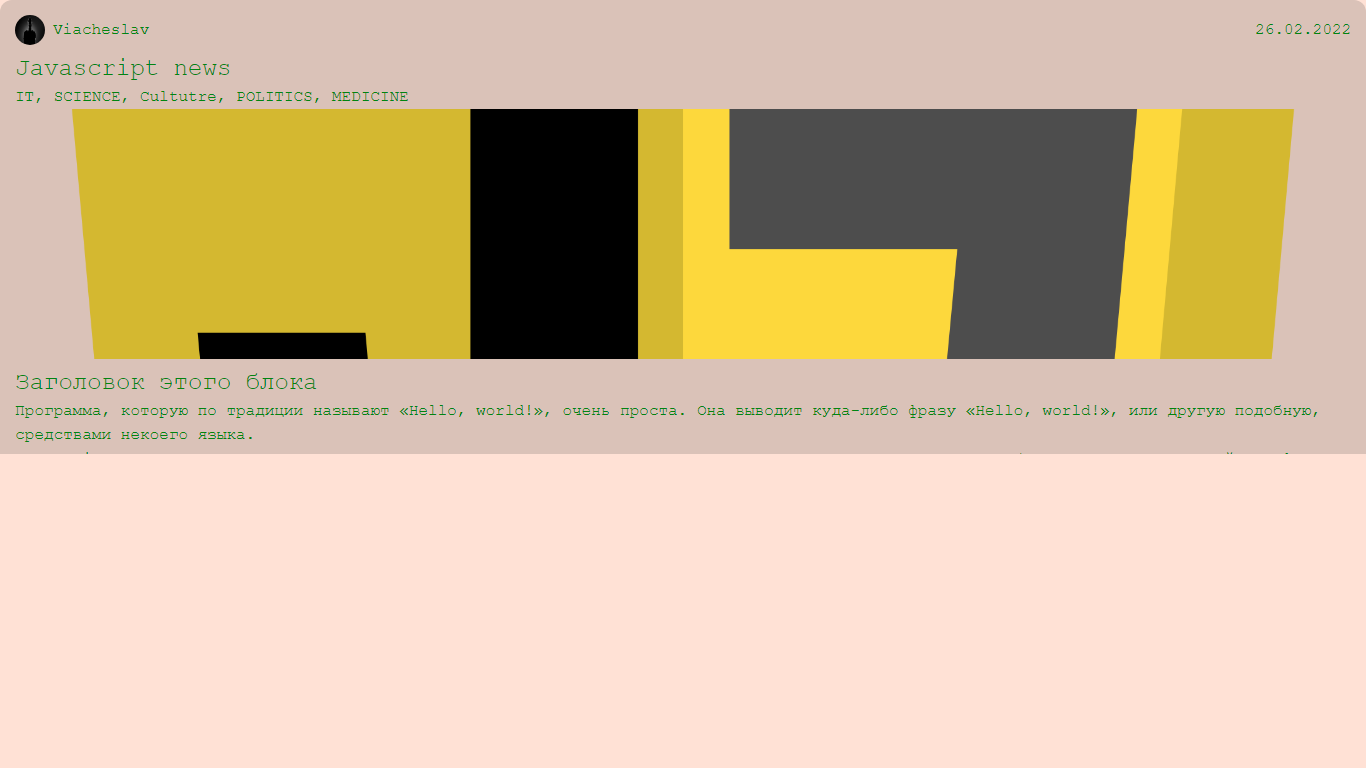 Viacheslav
26.02.2022
Javascript news
IT, SCIENCE, Cultutre, POLITICS, MEDICINE
Заголовок этого блока
Программа, которую по традиции называют «Hello, world!», очень проста. Она выводит куда-либо фразу «Hello, world!», или другую подобную,
средствами некоего языка.